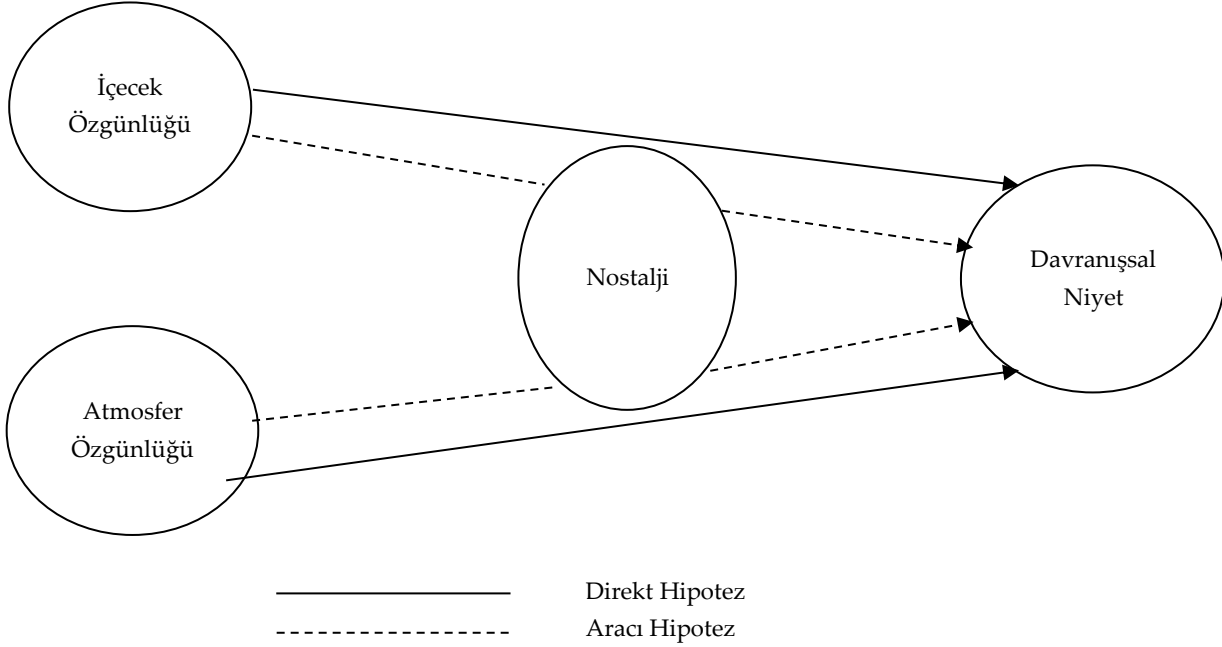 İçecek
Özgünlüğü
Nostalji
Davranışsal
Niyet
Atmosfer
Özgünlüğü
Direkt Hipotez
Aracı Hipotez